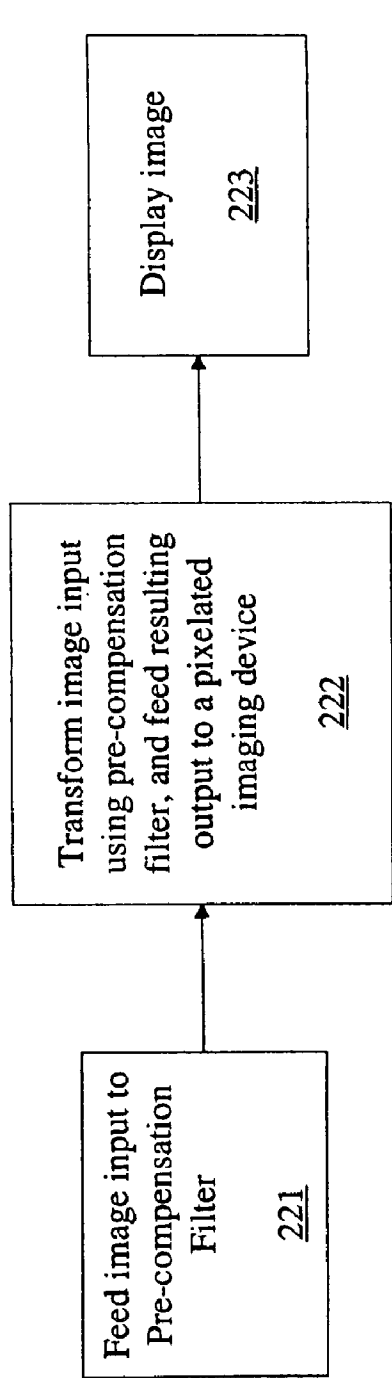 Feed image input to
Pre-compensation
Filter
221
Transform image input
using pre-compensation
filter, and feed resulting
output to a pixelated
imaging device
222
Display image
223